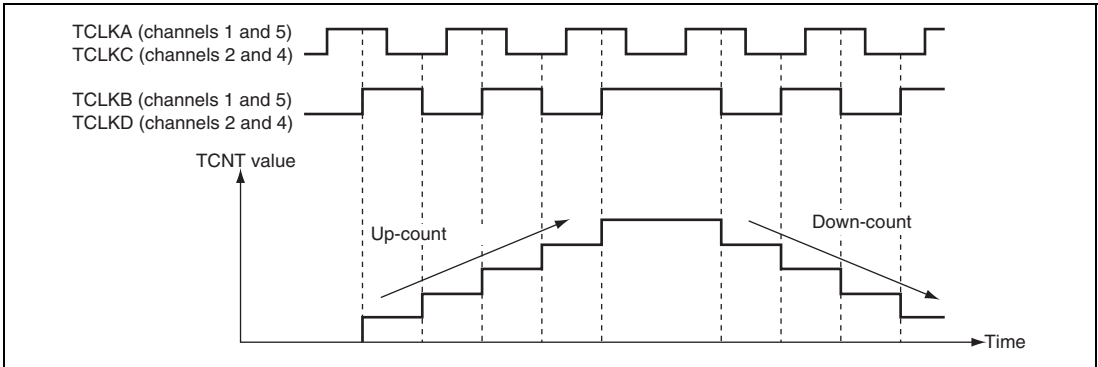 TCLKA (channels 1 and 5)
TCLKC (channels 2 and 4)
TCLKB (channels 1 and 5)
TCLKD (channels 2 and 4)
TCNT value
Up-count
Down-count
Time